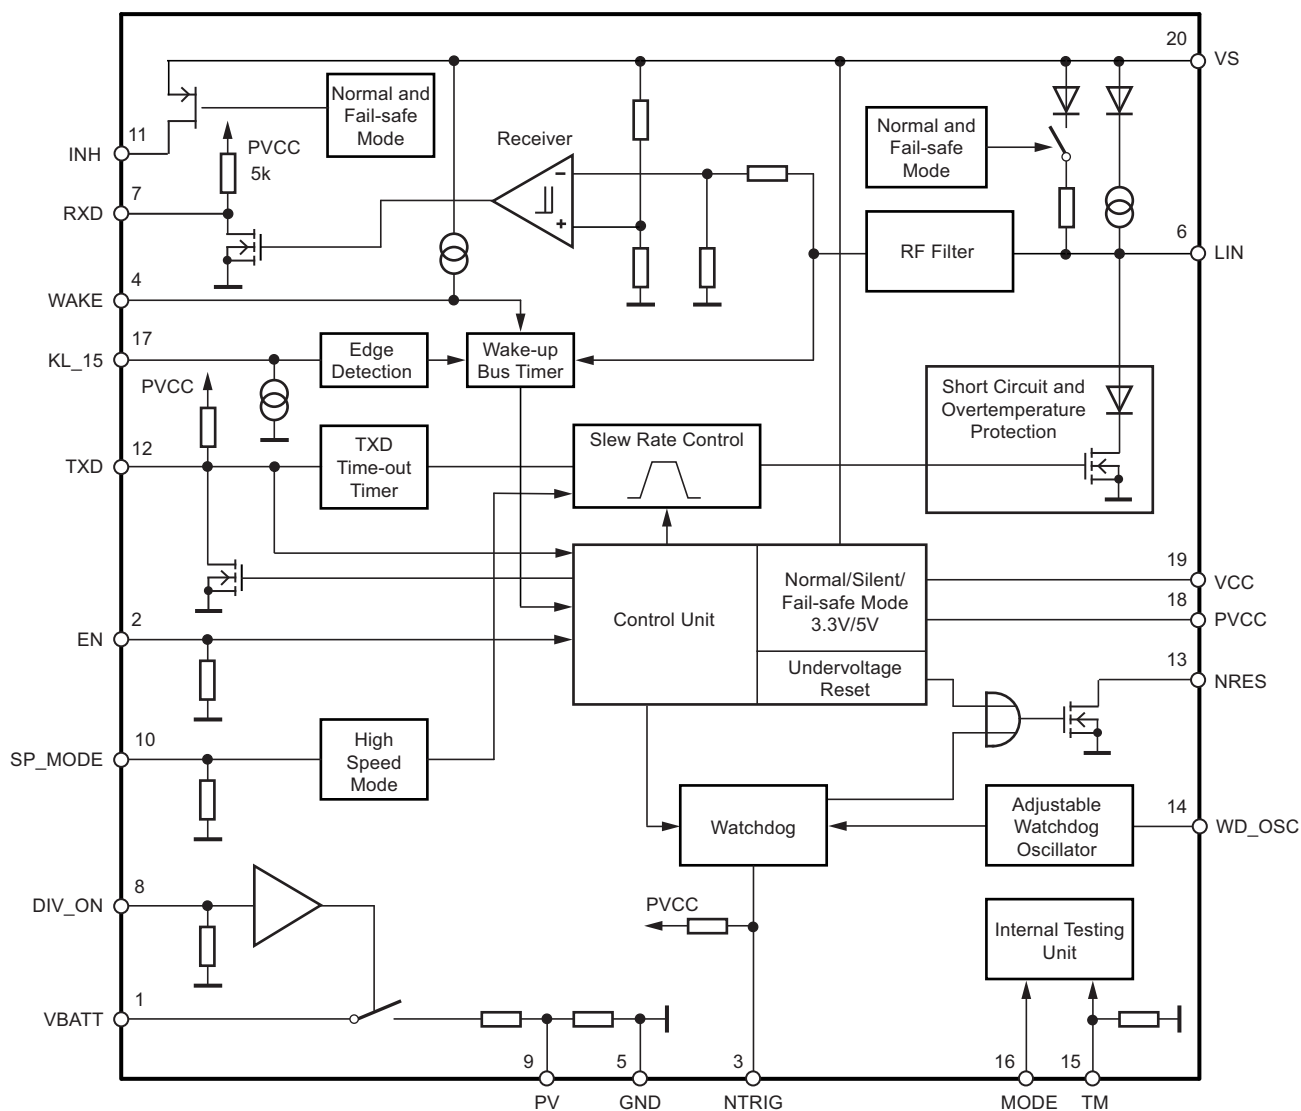 20
VS
Normal and
Fail-safe
Mode
11
INH
PVCC
5k
Receiver
-
+
Normal and
Fail-safe
Mode
7
RXD
6
LIN
RF Filter
4
WAKE
17
KL_15
Edge
Detection
Wake-up
Bus Timer
PVCC
Short Circuit and
Overtemperature
Protection
12
TXD
TXD
Time-out
Timer
Slew Rate Control
Control Unit
Normal/Silent/
Fail-safe Mode
3.3V/5V
19
VCC
18
PVCC
2
EN
Undervoltage
Reset
13
NRES
10
SP_MODE
High
Speed
Mode
Watchdog
Adjustable
Watchdog
Oscillator
14
WD_OSC
8
DIV_ON
PVCC
Internal Testing
Unit
1
VBATT
9
5
3
16
15
PV
GND
NTRIG
MODE
TM